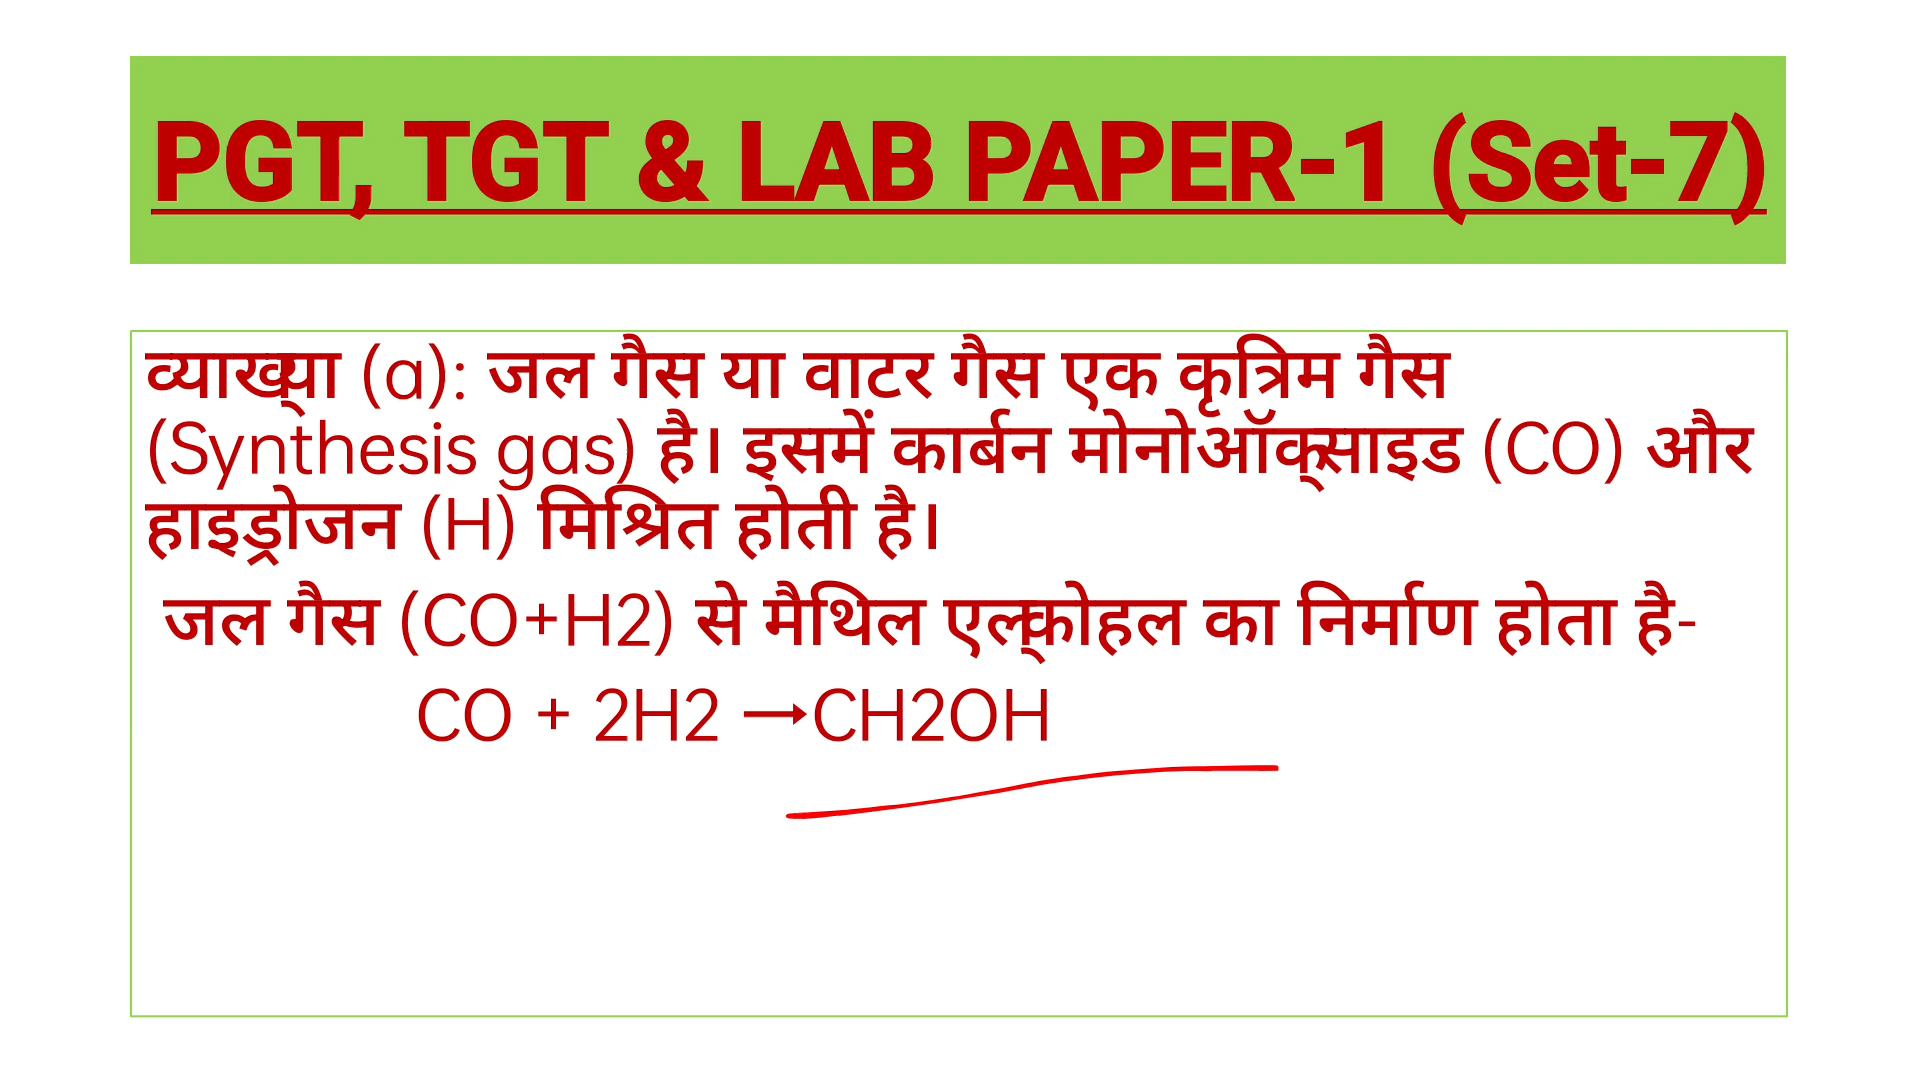 PGT, TGT & LAB PAPER-1 (Set-7)
व्याख्या (a): जल गैस या वाटर गैस एक कृत्रिम गैस
(Synthesis gas) है। इसमें कार्बन मोनोऑक्साइड (CO) और
हाइड्रोजन (H) मिश्रित होती है।
जल गैस (CO+H2) से मैथिल एल्कोहल का निर्माण होता है-
CO + 2H2 →CH2OH